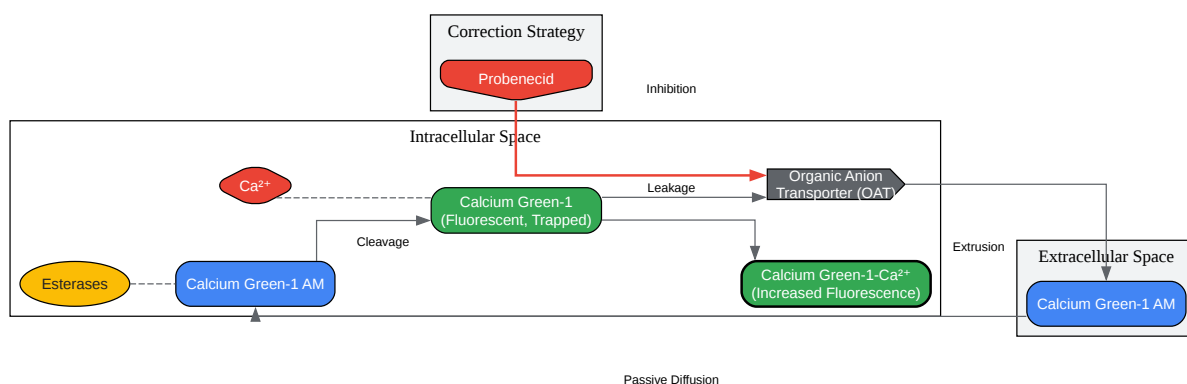 Correction Strategy
Probenecid
Inhibition
Intracellular Space
Ca²⁺
Calcium Green-1
(Fluorescent, Trapped)
Leakage
Organic Anion
Transporter (OAT)
Cleavage
Extrusion
Extracellular Space
Esterases
Calcium Green-1 AM
Calcium Green-1-Ca²⁺
(Increased Fluorescence)
Calcium Green-1 AM
Passive Diffusion